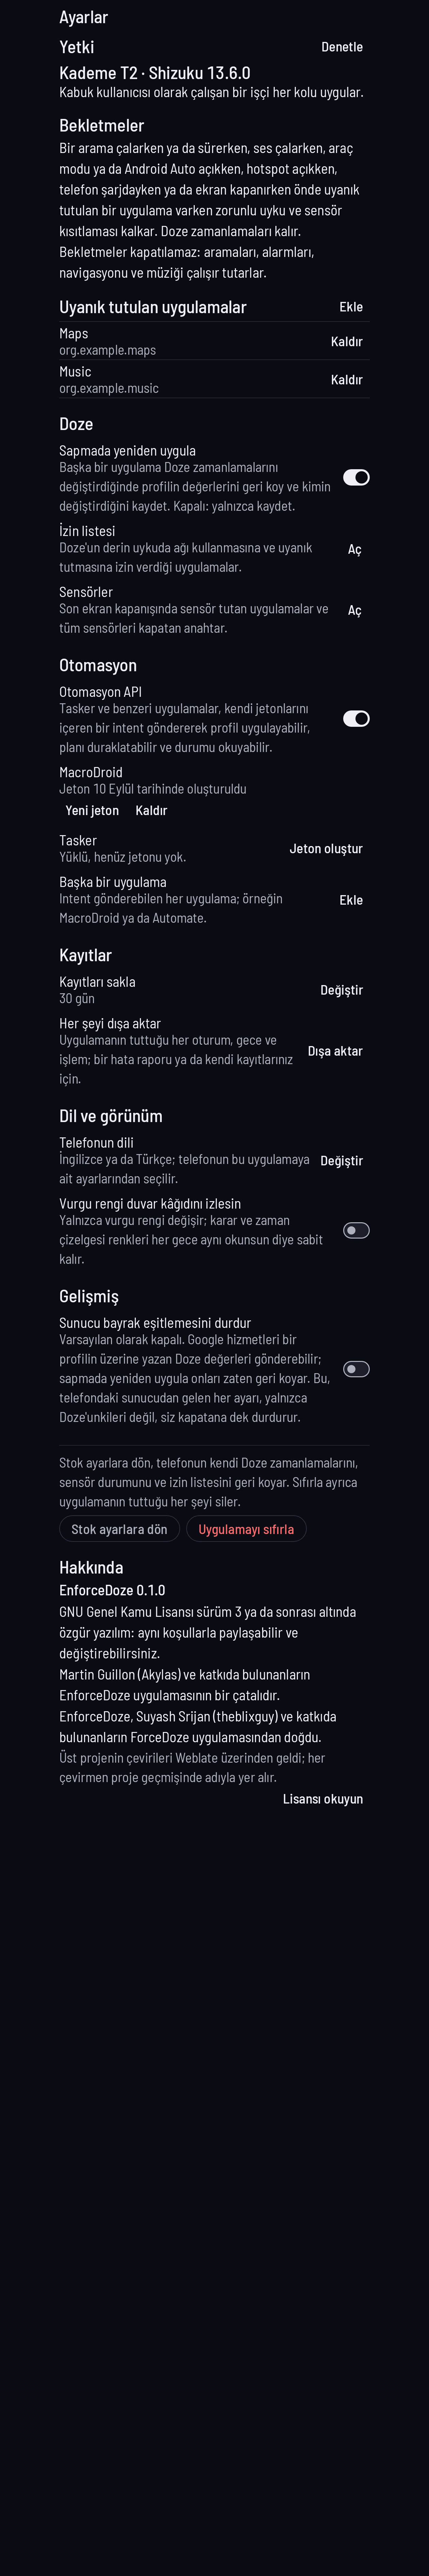 Ayarlar
Yetki
Denetle
Kademe T2 · Shizuku 13.6.0
Kabuk kullanıcısı olarak çalışan bir işçi her kolu uygular.
Bekletmeler
Bir arama çalarken ya da sürerken, ses çalarken, araç
modu ya da Android Auto açıkken, hotspot açıkken,
telefon şarjdayken ya da ekran kapanırken önde uyanık
tutulan bir uygulama varken zorunlu uyku ve sensör
kısıtlaması kalkar. Doze zamanlamaları kalır.
Bekletmeler kapatılamaz: aramaları, alarmları,
navigasyonu ve müziği çalışır tutarlar.
Uyanık tutulan uygulamalar
Ekle
Maps
org.example.maps
Kaldır
Music
org.example.music
Kaldır
Doze
Sapmada yeniden uygula
Başka bir uygulama Doze zamanlamalarını
değiştirdiğinde profilin değerlerini geri koy ve kimin
değiştirdiğini kaydet. Kapalı: yalnızca kaydet.
İzin listesi
Doze'un derin uykuda ağı kullanmasına ve uyanık
tutmasına izin verdiği uygulamalar.
Aç
Sensörler
Son ekran kapanışında sensör tutan uygulamalar ve
tüm sensörleri kapatan anahtar.
Aç
Otomasyon
Otomasyon API
Tasker ve benzeri uygulamalar, kendi jetonlarını
içeren bir intent göndererek profil uygulayabilir,
planı duraklatabilir ve durumu okuyabilir.
MacroDroid
Jeton 10 Eylül tarihinde oluşturuldu
Yeni jeton
Kaldır
Tasker
Yüklü, henüz jetonu yok.
Jeton oluştur
Başka bir uygulama
Intent gönderebilen her uygulama; örneğin
MacroDroid ya da Automate.
Ekle
Kayıtlar
Kayıtları sakla
30 gün
Değiştir
Her şeyi dışa aktar
Uygulamanın tuttuğu her oturum, gece ve
işlem; bir hata raporu ya da kendi kayıtlarınız
için.
Dışa aktar
Dil ve görünüm
Telefonun dili
İngilizce ya da Türkçe; telefonun bu uygulamaya
ait ayarlarından seçilir.
Değiştir
Vurgu rengi duvar kâğıdını izlesin
Yalnızca vurgu rengi değişir; karar ve zaman
çizelgesi renkleri her gece aynı okunsun diye sabit
kalır.
Gelişmiş
Sunucu bayrak eşitlemesini durdur
Varsayılan olarak kapalı. Google hizmetleri bir
profilin üzerine yazan Doze değerleri gönderebilir;
sapmada yeniden uygula onları zaten geri koyar. Bu,
telefondaki sunucudan gelen her ayarı, yalnızca
Doze'unkileri değil, siz kapatana dek durdurur.
Stok ayarlara dön, telefonun kendi Doze zamanlamalarını,
sensör durumunu ve izin listesini geri koyar. Sıfırla ayrıca
uygulamanın tuttuğu her şeyi siler.
Stok ayarlara dön
Uygulamayı sıfırla
Hakkında
EnforceDoze 0.1.0
GNU Genel Kamu Lisansı sürüm 3 ya da sonrası altında
özgür yazılım: aynı koşullarla paylaşabilir ve
değiştirebilirsiniz.
Martin Guillon (Akylas) ve katkıda bulunanların
EnforceDoze uygulamasının bir çatalıdır.
EnforceDoze, Suyash Srijan (theblixguy) ve katkıda
bulunanların ForceDoze uygulamasından doğdu.
Üst projenin çevirileri Weblate üzerinden geldi; her
çevirmen proje geçmişinde adıyla yer alır.
Lisansı okuyun